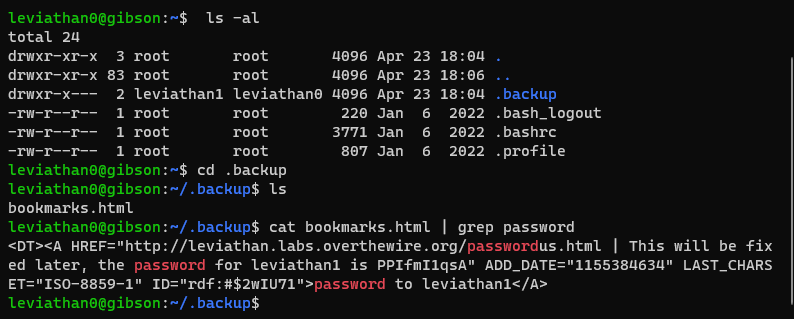 leviathan0@gibson:~$  ls -al
total 24
drwxr-xr-x  3 root       root       4096 Apr 23 18:04 .
drwxr-xr-x 83 root       root       4096 Apr 23 18:06 ..
drwxr-x---  2 leviathan1 leviathan0 4096 Apr 23 18:04 .backup
-rw-r--r--  1 root       root        220 Jan  6  2022 .bash_logout
-rw-r--r--  1 root       root       3771 Jan  6  2022 .bashrc
-rw-r--r--  1 root       root        807 Jan  6  2022 .profile
leviathan0@gibson:~$ cd .backup
leviathan0@gibson:~/.backup$ ls
bookmarks.html
leviathan0@gibson:~/.backup$ cat bookmarks.html | grep password
<DT><A HREF="http://leviathan.labs.overthewire.org/passwordus.html | This will be fix
ed later, the password for leviathan1 is PPIfmI1qsA" ADD_DATE="1155384634" LAST_CHARS
ET="ISO-8859-1" ID="rdf:#$2wIU71">password to leviathan1</A>
leviathan0@gibson:~/.backup$